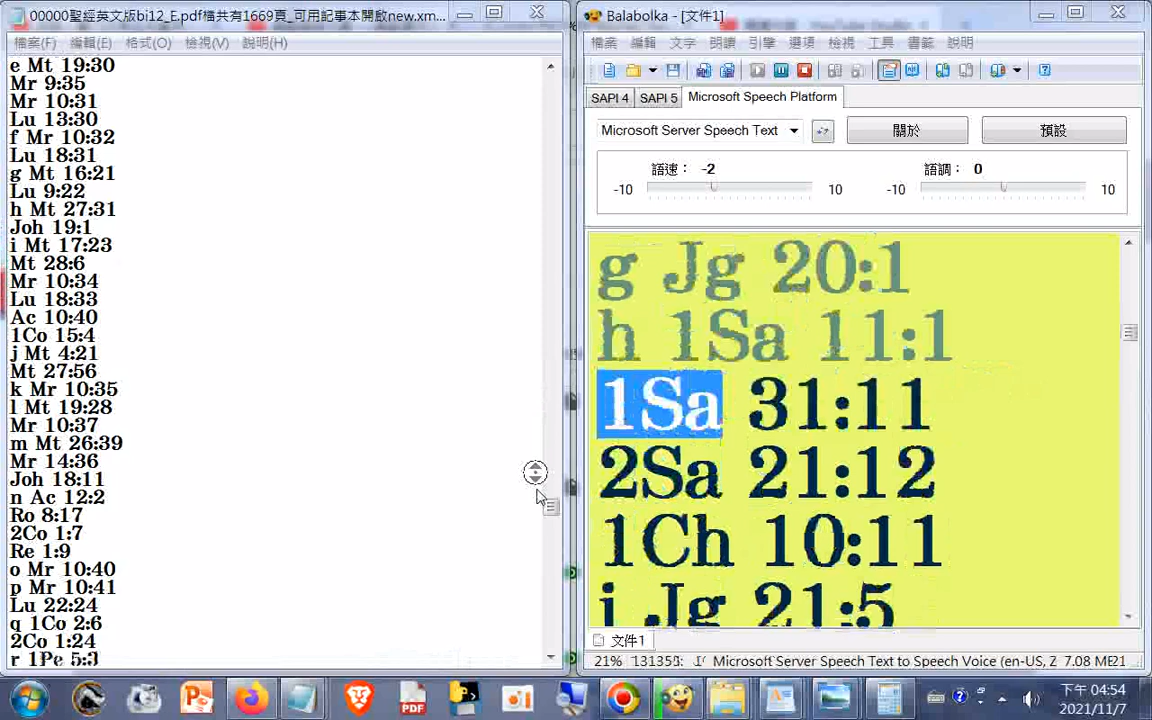 00000聖經英文版bi12_E.pdf檔共有1669頁_可用記事本開啟new.xm...
檔案(F) 編輯(E) 格式(O) 檢視(V) 說明(H)
e Mt 19:30
Mr 9:35
Mr 10:31
Lu 13:30
f Mr 10:32
Lu 18:31
g Mt 16:21
Lu 9:22
h Mt 27:31
Joh 19:1
i Mt 17:23
Mt 28:6
Mr 10:34
Lu 18:33
Ac 10:40
1Co 15:4
j Mt 4:21
Mt 27:56
k Mr 10:35
l Mt 19:28
Mr 10:37
m Mt 26:39
Mr 14:36
Joh 18:11
n Ac 12:2
Ro 8:17
2Co 1:7
Re 1:9
o Mr 10:40
p Mr 10:41
Lu 22:24
q 1Co 2:6
2Co 1:24
r 1Pe 5:3
Balabolka - [文件1]
檔案 編輯 文字 朗讀 引擎 選項 檢視 工具 書籤 說明
SAPI 4 SAPI 5 Microsoft Speech Platform
Microsoft Server Speech Text 關於 預設
語速： -2 語調： 0
-10 10 -10 10
g Jg 20:1
h 1Sa 11:1
1Sa 31:11
2Sa 21:12
1Ch 10:11
i Jg 21:5
文件1
21% Microsoft Server Speech Text to Speech Voice (en-US, Z
PDF
下午 04:54
2021/11/7